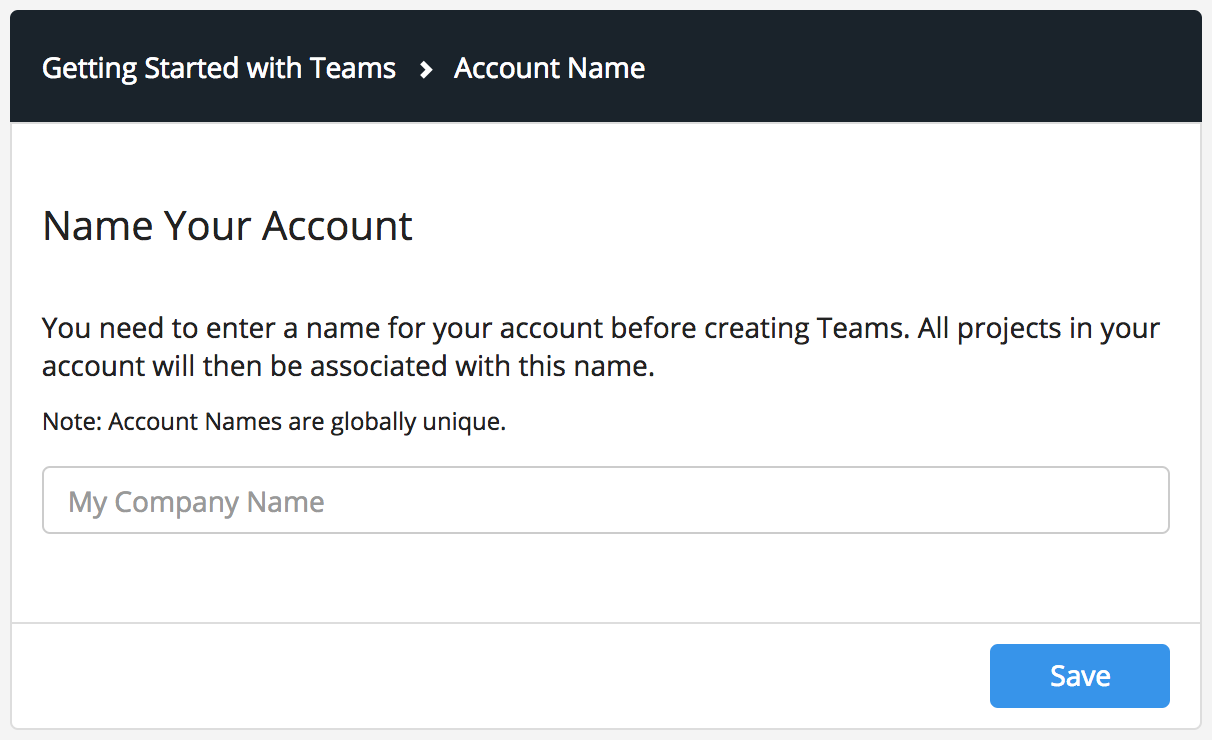 Getting Started with Teams > Account Name
Name Your Account
You need to enter a name for your account before creating Teams. All projects in your
account will then be associated with this name.
Note: Account Names are globally unique.
My Company Name
Save